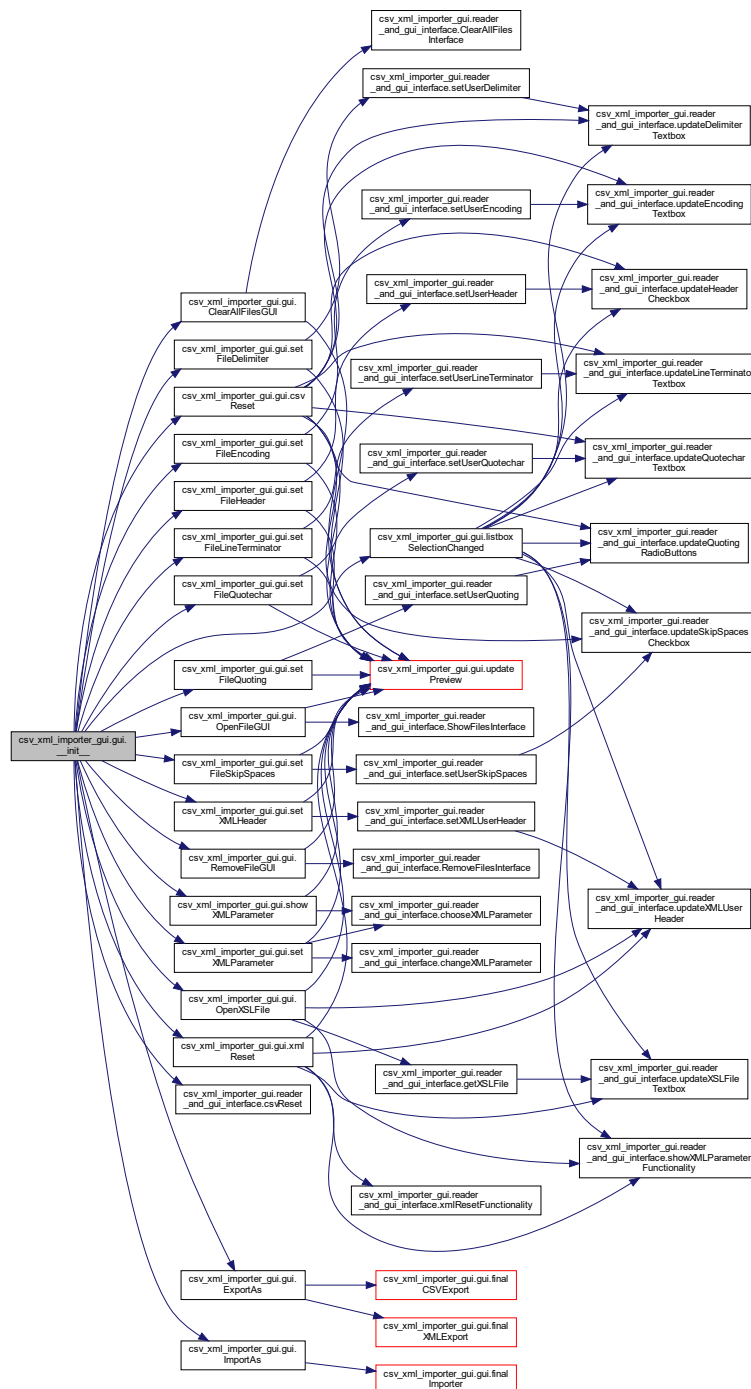 csv_xml_importer_gui.reader
_and_gui_interface.ClearAllFiles
Interface
csv_xml_importer_gui.reader
_and_gui_interface.setUserDelimiter
csv_xml_importer_gui.reader
_and_gui_interface.updateDelimiter
Textbox
csv_xml_importer_gui.reader
_and_gui_interface.setUserEncoding
csv_xml_importer_gui.reader
_and_gui_interface.updateEncoding
Textbox
csv_xml_importer_gui.reader
_and_gui_interface.setUserHeader
csv_xml_importer_gui.reader
_and_gui_interface.updateHeader
Checkbox
csv_xml_importer_gui.gui.
ClearAllFilesGUI
csv_xml_importer_gui.gui.set
FileDelimiter
csv_xml_importer_gui.reader
_and_gui_interface.setUserLineTerminator
csv_xml_importer_gui.reader
_and_gui_interface.updateLineTerminator
Textbox
csv_xml_importer_gui.gui.csv
Reset
csv_xml_importer_gui.gui.set
FileEncoding
csv_xml_importer_gui.reader
_and_gui_interface.setUserQuotechar
csv_xml_importer_gui.reader
_and_gui_interface.updateQuotechar
Textbox
csv_xml_importer_gui.gui.set
FileHeader
csv_xml_importer_gui.gui.set
FileLineTerminator
csv_xml_importer_gui.gui.listbox
SelectionChanged
csv_xml_importer_gui.reader
_and_gui_interface.updateQuoting
RadioButtons
csv_xml_importer_gui.gui.set
FileQuotechar
csv_xml_importer_gui.reader
_and_gui_interface.setUserQuoting
csv_xml_importer_gui.reader
_and_gui_interface.updateSkipSpaces
Checkbox
csv_xml_importer_gui.gui.set
FileQuoting
csv_xml_importer_gui.gui.update
Preview
csv_xml_importer_gui.gui.
__init__
csv_xml_importer_gui.gui.
OpenFileGUI
csv_xml_importer_gui.reader
_and_gui_interface.ShowFilesInterface
csv_xml_importer_gui.gui.set
FileSkipSpaces
csv_xml_importer_gui.reader
_and_gui_interface.setUserSkipSpaces
csv_xml_importer_gui.gui.set
XMLHeader
csv_xml_importer_gui.reader
_and_gui_interface.setXMLUserHeader
csv_xml_importer_gui.gui.
RemoveFileGUI
csv_xml_importer_gui.reader
_and_gui_interface.RemoveFilesInterface
csv_xml_importer_gui.gui.show
XMLParameter
csv_xml_importer_gui.reader
_and_gui_interface.chooseXMLParameter
csv_xml_importer_gui.reader
_and_gui_interface.updateXMLUser
Header
csv_xml_importer_gui.gui.set
XMLParameter
csv_xml_importer_gui.reader
_and_gui_interface.changeXMLParameter
csv_xml_importer_gui.gui.
OpenXSLFile
csv_xml_importer_gui.gui.xml
Reset
csv_xml_importer_gui.reader
_and_gui_interface.getXSLFile
csv_xml_importer_gui.reader
_and_gui_interface.updateXSLFile
Textbox
csv_xml_importer_gui.reader
_and_gui_interface.csvReset
csv_xml_importer_gui.reader
_and_gui_interface.showXMLParameter
Functionality
csv_xml_importer_gui.reader
_and_gui_interface.xmlResetFunctionality
csv_xml_importer_gui.gui.
ExportAs
csv_xml_importer_gui.gui.final
CSVExport
csv_xml_importer_gui.gui.final
XMLExport
csv_xml_importer_gui.gui.
ImportAs
csv_xml_importer_gui.gui.final
Importer